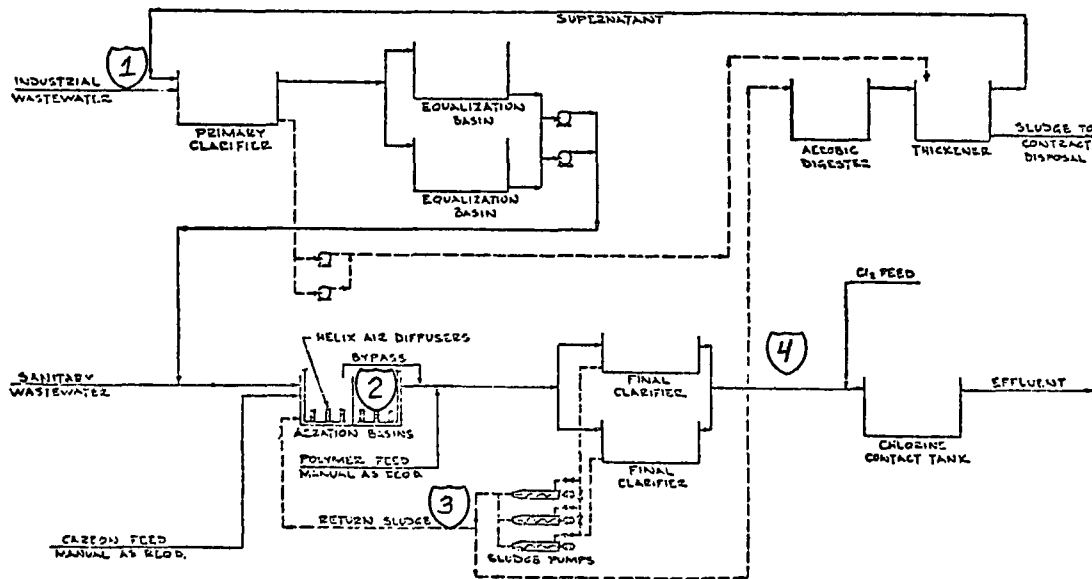 SUPERNATANT
1
INDUSTRIAL
WASTEWATER
PRIMARY
CLARIFIER
EQUALIZATION
BASIN
EQUALIZATION
BASIN
AEROBIC
DIGESTER
THICKENER
SLUDGE TO
CONTRACT
DISPOSAL
Cl₂ FEED
HELIX AIR DIFFUSERS
BYPASS
SANITARY
WASTEWATER
2
AERATION BASINS
FINAL
CLARIFIER
4
EFFLUENT
CHLORINE
CONTACT TANK
POLYMER FEED
MANUAL AS REQD.
FINAL
CLARIFIER
3
RETURN SLUDGE
SLUDGE PUMPS
CARBON FEED
MANUAL AS REQD.